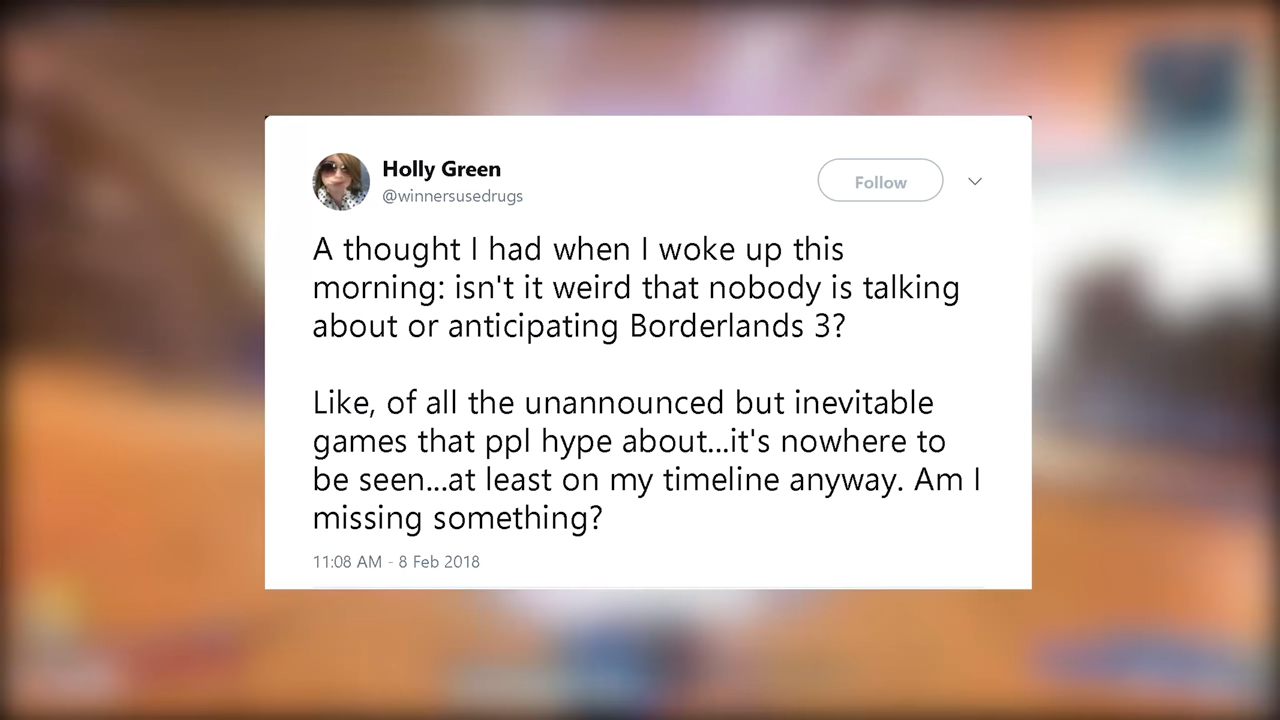 Holly Green
@winnersusedrugs
Follow
A thought I had when I woke up this
morning: isn't it weird that nobody is talking
about or anticipating Borderlands 3?
Like, of all the unannounced but inevitable
games that ppl hype about...it's nowhere to
be seen...at least on my timeline anyway. Am I
missing something?
11:08 AM - 8 Feb 2018